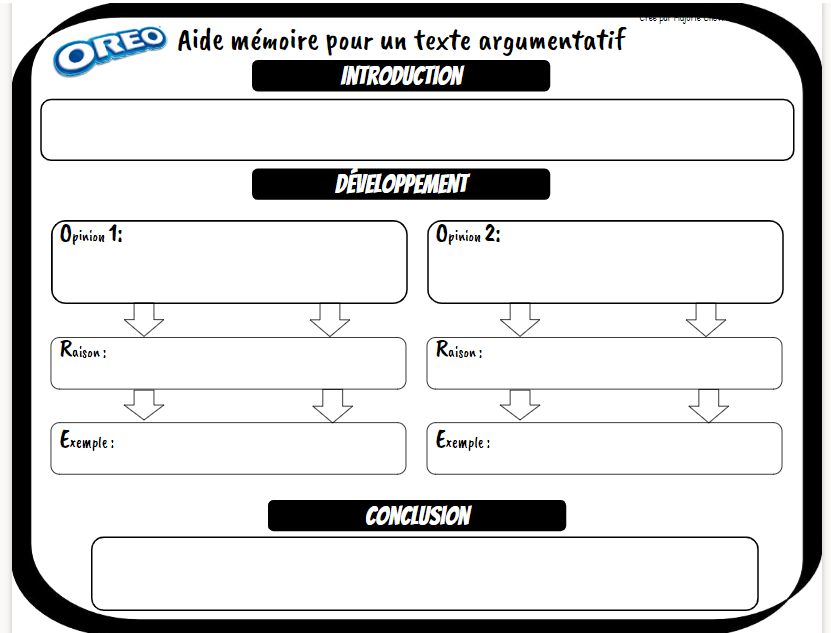 OREO Aide mémoire pour un texte argumentatif
INTRODUCTION
DÉVELOPPEMENT
Opinion 1:
Opinion 2:
Raison :
Raison :
Exemple :
Exemple :
CONCLUSION